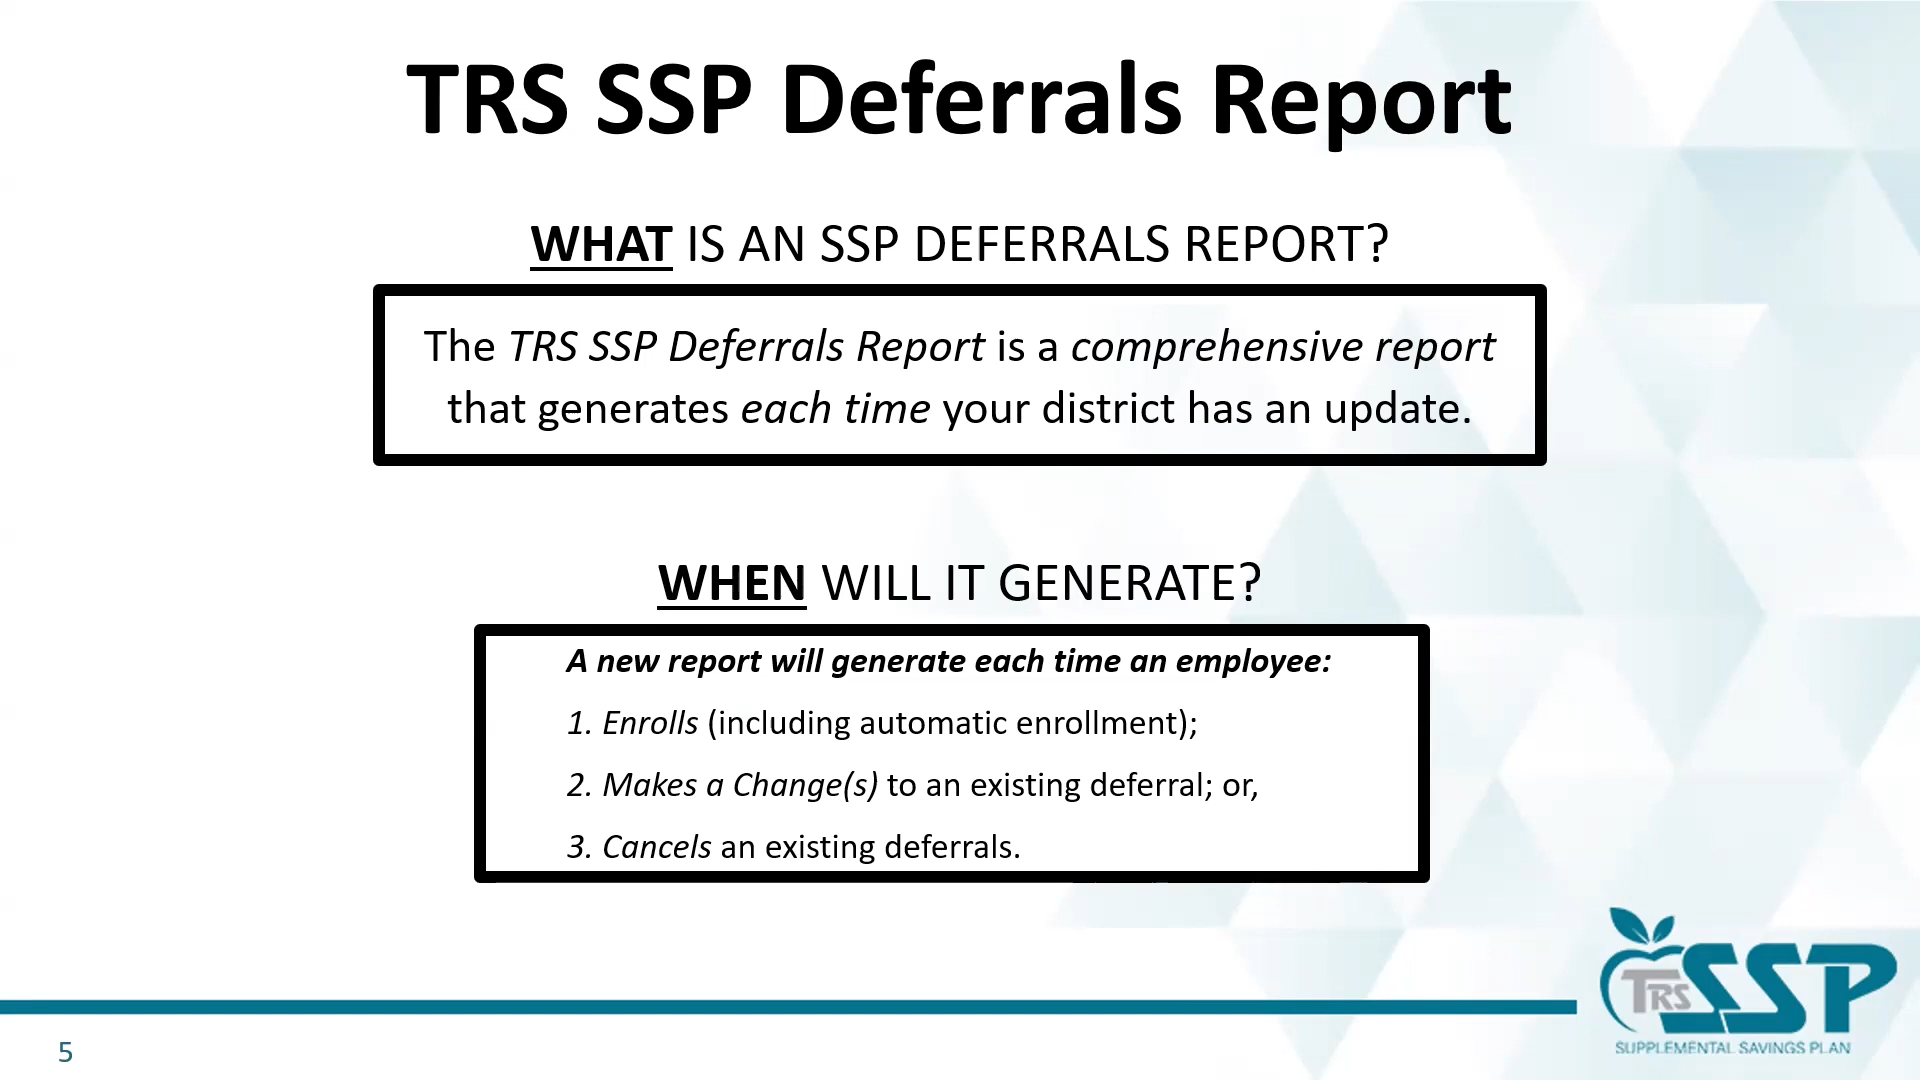 TRS SSP Deferrals Report
WHAT IS AN SSP DEFERRALS REPORT?
The TRS SSP Deferrals Report is a comprehensive report
that generates each time your district has an update.
WHEN WILL IT GENERATE?
A new report will generate each time an employee:
1. Enrolls (including automatic enrollment);
2. Makes a Change(s) to an existing deferral; or,
3. Cancels an existing deferrals.
TRS SSP
SUPPLEMENTAL SAVINGS PLAN
5